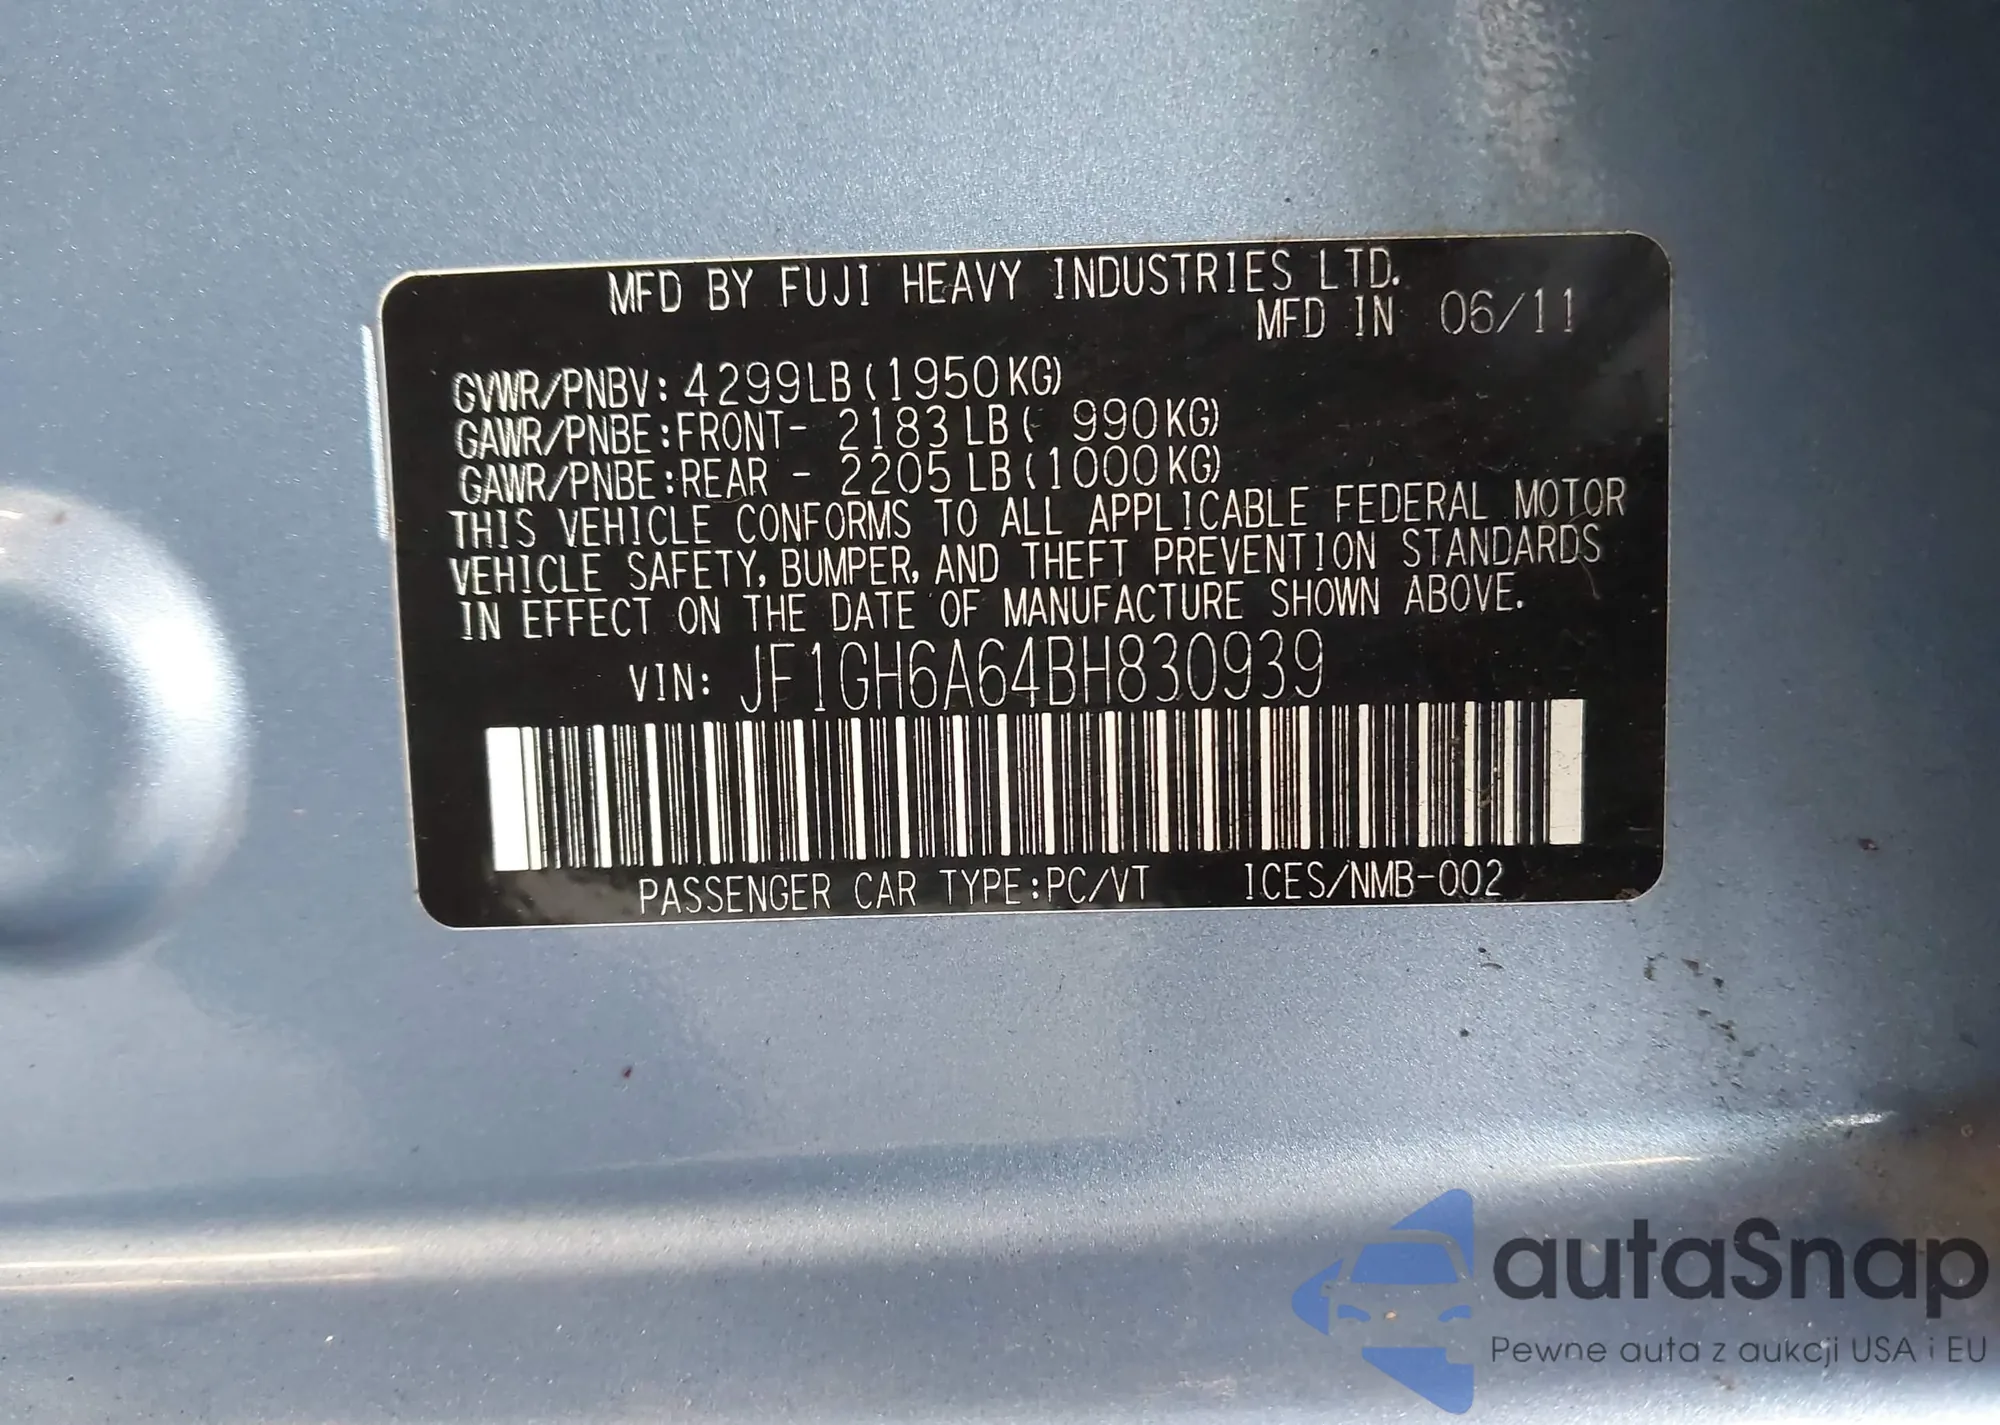 MFD BY FUJI HEAVY INDUSTRIES LTD.
MFD IN 06/11
GVWR/PNBV: 4299LB(1950KG)
GAWR/PNBE:FRONT- 2183LB( 990KG)
GAWR/PNBE:REAR - 2205LB(1000KG)
THIS VEHICLE CONFORMS TO ALL APPLICABLE FEDERAL MOTOR
VEHICLE SAFETY, BUMPER, AND THEFT PREVENTION STANDARDS
IN EFFECT ON THE DATE OF MANUFACTURE SHOWN ABOVE.
VIN: JF1GH6A64BH830939
PASSENGER CAR TYPE:PC/VT ICES/NMB-002
autaSnap
Pewne auta z aukcji USA i EU